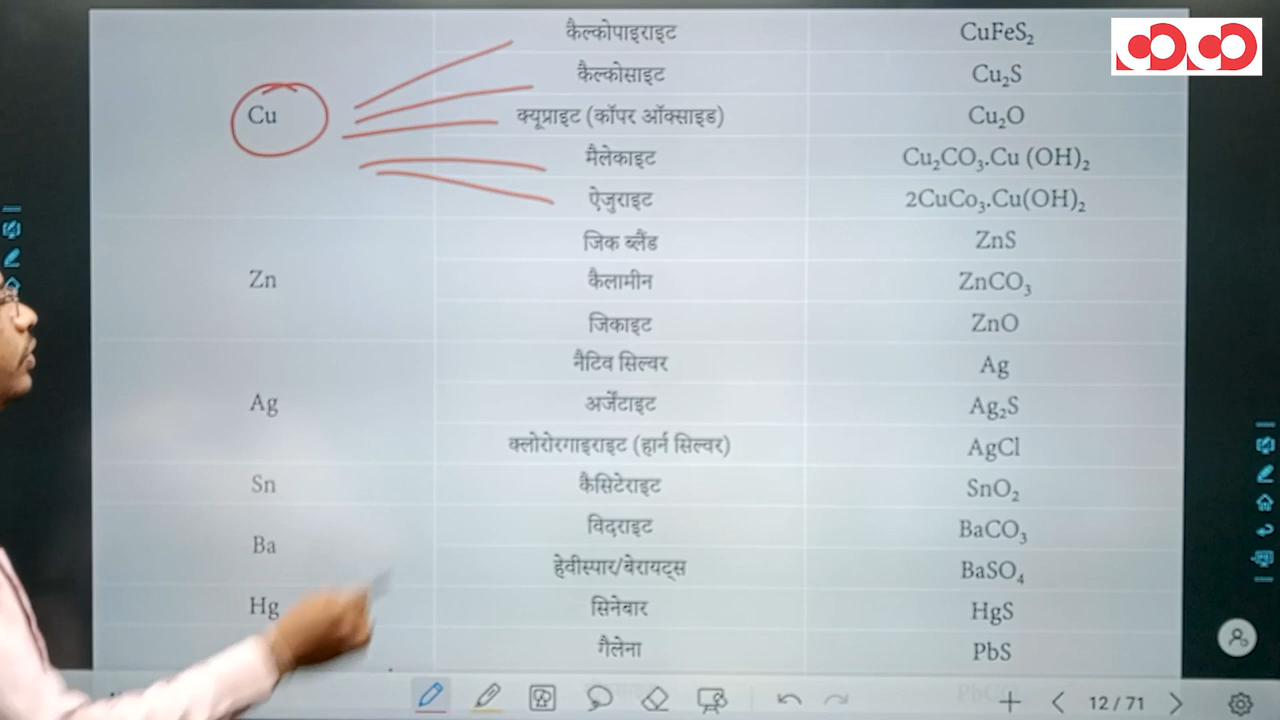 कैल्कोपाइराइट CuFeS₂
कैल्कोसाइट Cu₂S
Cu क्यूप्राइट (कॉपर ऑक्साइड) Cu₂O
मैलेकाइट Cu₂CO₃.Cu (OH)₂
ऐजुराइट 2CuCo₃.Cu(OH)₂
जिंक ब्लैंड ZnS
Zn कैलामीन ZnCO₃
जिंकाइट ZnO
नैटिव सिल्वर Ag
Ag अर्जेंटाइट Ag₂S
क्लोरोरगाइराइट (हार्न सिल्वर) AgCl
Sn कैसिटेराइट SnO₂
Ba विदराइट BaCO₃
हेवीस्पार/बेरायट्स BaSO₄
Hg सिनेबार HgS
गैलेना PbS
12 / 71